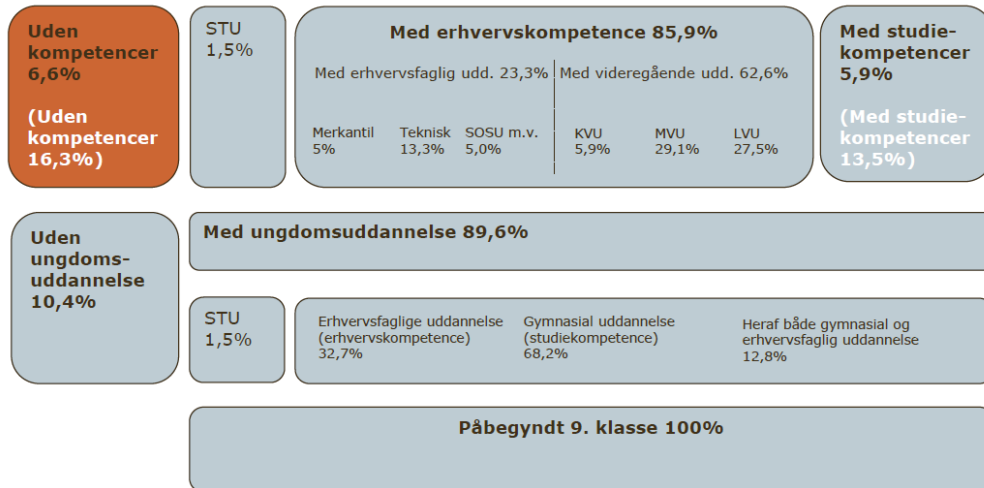 Uden
kompetencer
6,6%
(Uden
kompetencer
16,3%)
STU
1,5%
Med erhvervskompetence 85,9%
Med erhvervsfaglig udd. 23,3%
Med videregående udd. 62,6%
Merkantil
5%
Teknisk
13,3%
SOSU m.v.
5,0%
KVU
5,9%
MVU
29,1%
LVU
27,5%
Med studie-
kompetencer
5,9%
(Med studie-
kompetencer
13,5%)
Uden
ungdoms-
uddannelse
10,4%
Med ungdomsuddannelse 89,6%
STU
1,5%
Erhvervsfaglige uddannelse
(erhvervskompetence)
32,7%
Gymnasial uddannelse
(studiekompetence)
68,2%
Heraf både gymnasial og
erhvervsfaglig uddannelse
12,8%
Påbegyndt 9. klasse 100%